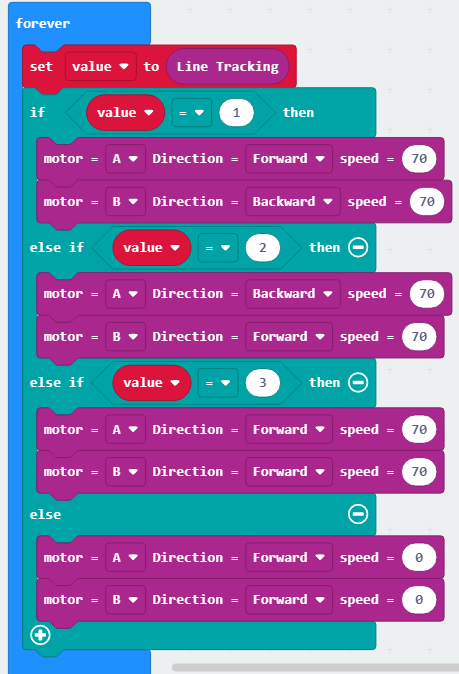 forever
set value to Line Tracking
if value = 1 then
motor = A Direction = Forward speed = 70
motor = B Direction = Backward speed = 70
else if value = 2 then
motor = A Direction = Backward speed = 70
motor = B Direction = Forward speed = 70
else if value = 3 then
motor = A Direction = Forward speed = 70
motor = B Direction = Forward speed = 70
else
motor = A Direction = Forward speed = 0
motor = B Direction = Forward speed = 0